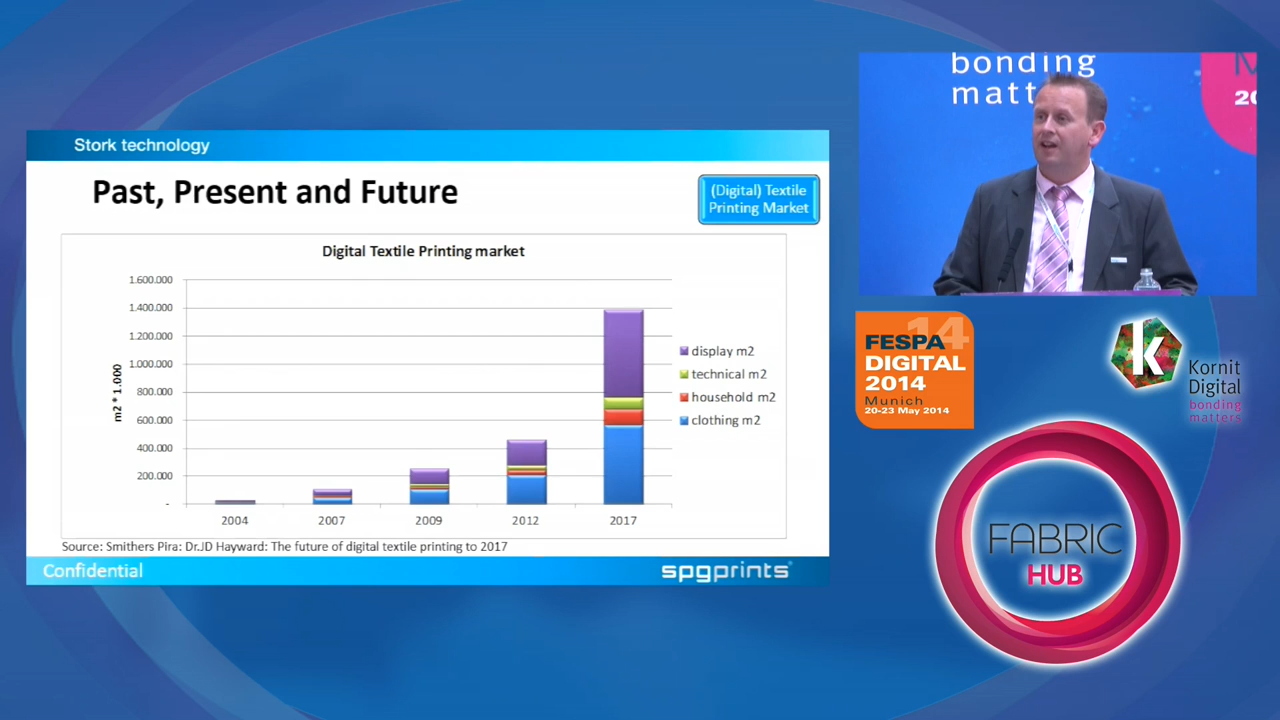 Stork technology
Past, Present and Future
(Digital) Textile
Printing Market
Digital Textile Printing market
m2 * 1.000
1.600.000
1.400.000
1.200.000
1.000.000
800.000
600.000
400.000
200.000
-
2004
2007
2009
2012
2017
display m2
technical m2
household m2
clothing m2
Source: Smithers Pira: Dr.JD Hayward: The future of digital textile printing to 2017
Confidential
spgprints®
bonding
matt
M
20
14
FESPA
DIGITAL
2014
Munich
20-23 May 2014
k
Kornit
Digital
bonding
matters
FABRIC
HUB